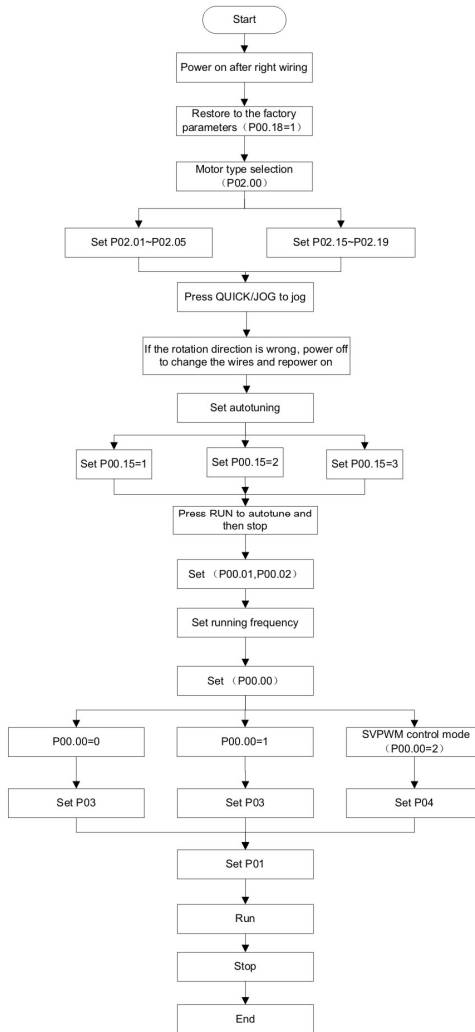 Start
Power on after right wiring
Restore to the factory
parameters（P00.18=1）
Motor type selection
（P02.00）
Set P02.01~P02.05
Set P02.15~P02.19
Press QUICK/JOG to jog
If the rotation direction is wrong, power off
to change the wires and repower on
Set autotuning
Set P00.15=1
Set P00.15=2
Set P00.15=3
Press RUN to autotune and
then stop
Set （P00.01,P00.02）
Set running frequency
Set （P00.00）
P00.00=0
P00.00=1
SVPWM control mode
（P00.00=2）
Set P03
Set P03
Set P04
Set P01
Run
Stop
End